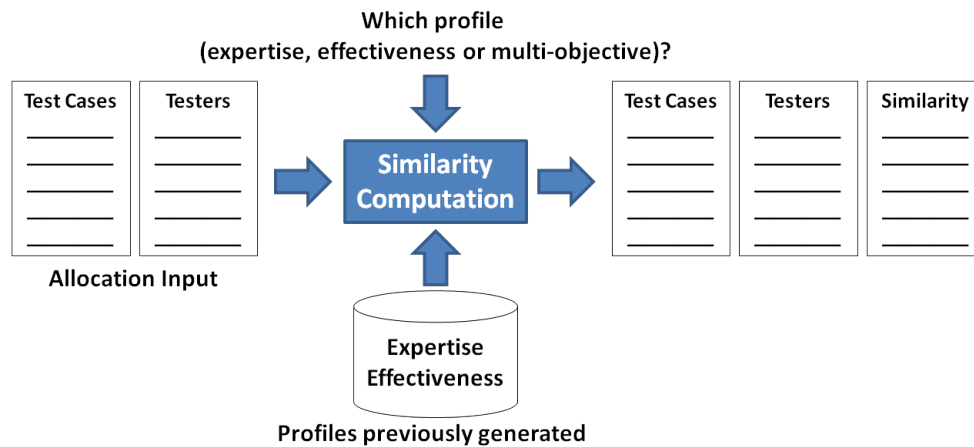 Which profile
(expertise, effectiveness or multi-objective)?
Test Cases
Testers
Allocation Input
Similarity
Computation
Test Cases
Testers
Similarity
Expertise
Effectiveness
Profiles previously generated